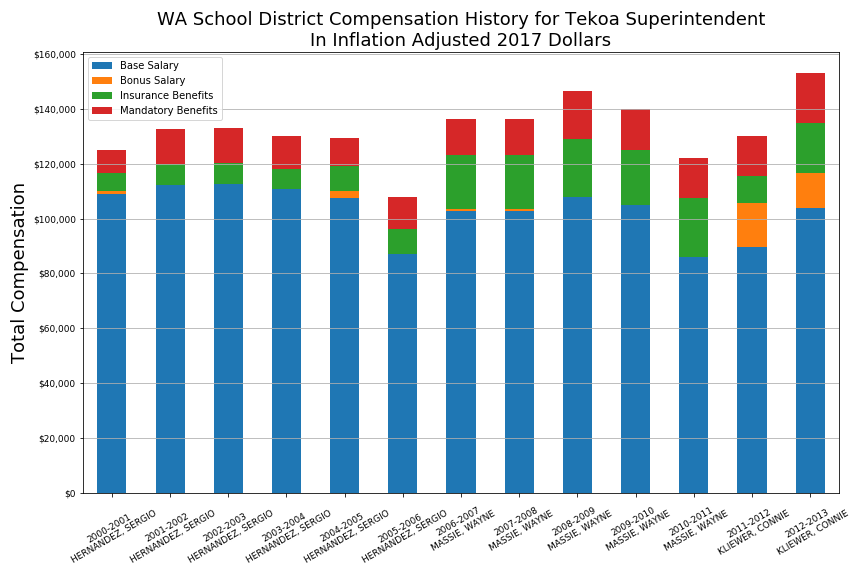 WA School District Compensation History for Tekoa Superintendent
In Inflation Adjusted 2017 Dollars
Base Salary
Bonus Salary
Insurance Benefits
Mandatory Benefits
Total Compensation
$160,000
$140,000
$120,000
$100,000
$80,000
$60,000
$40,000
$20,000
$0
2000-2001
HERNANDEZ, SERGIO
2001-2002
HERNANDEZ, SERGIO
2002-2003
HERNANDEZ, SERGIO
2003-2004
HERNANDEZ, SERGIO
2004-2005
HERNANDEZ, SERGIO
2005-2006
HERNANDEZ, SERGIO
2006-2007
MASSIE, WAYNE
2007-2008
MASSIE, WAYNE
2008-2009
MASSIE, WAYNE
2009-2010
MASSIE, WAYNE
2010-2011
MASSIE, WAYNE
2011-2012
KLIEWER, CONNIE
2012-2013
KLIEWER, CONNIE